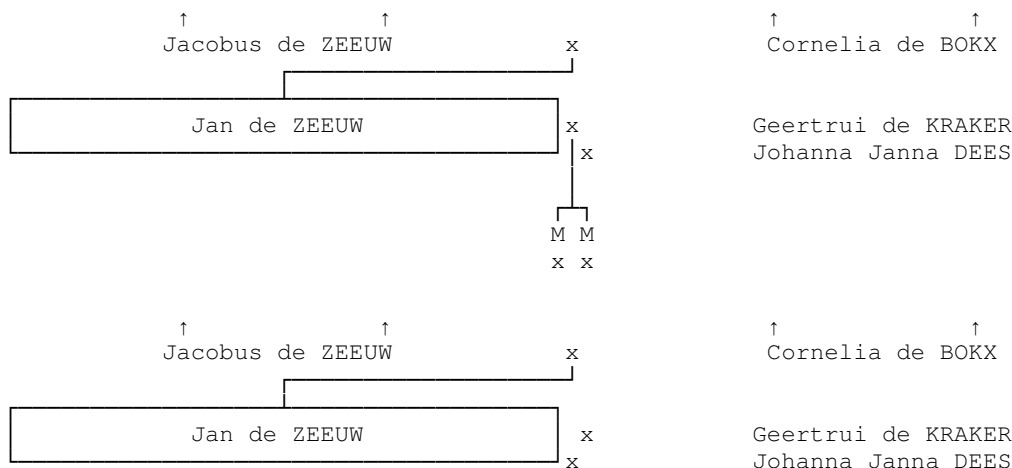 ↑ ↑ ↑ ↑
Jacobus de ZEEUW x Cornelia de BOKX
Jan de ZEEUW x Geertrui de KRAKER
x Johanna Janna DEES
M M
x x
↑ ↑ ↑ ↑
Jacobus de ZEEUW x Cornelia de BOKX
Jan de ZEEUW x Geertrui de KRAKER
x Johanna Janna DEES